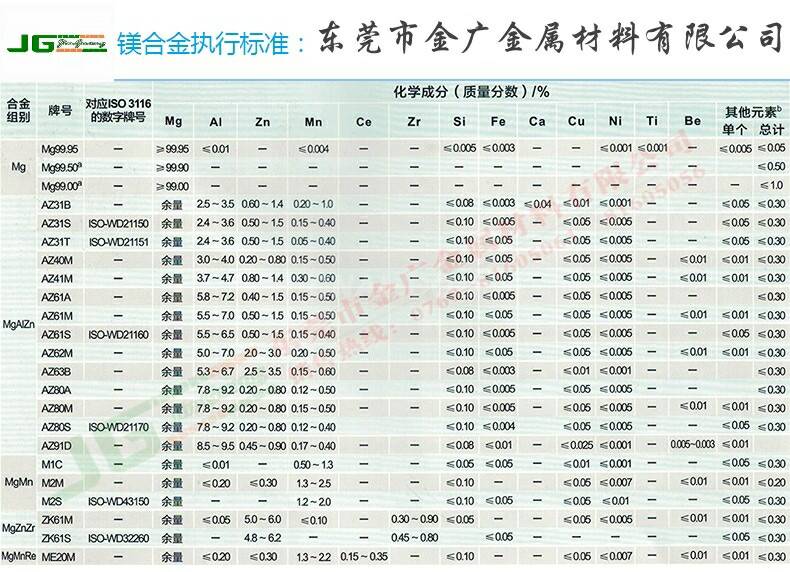 JG
镁合金执行标准：东莞市金广金属材料有限公司
合金组别 牌号 对应ISO 3116的数字牌号 化学成分（质量分数）/%
Mg Al Zn Mn Ce Zr Si Fe Ca Cu Ni Ti Be 其他元素b 单个 总计
Mg Mg99.95 — ≥99.95 ≤0.01 — ≤0.004 — — ≤0.005 ≤0.003 — — ≤0.001 ≤0.001 — ≤0.005 ≤0.05
Mg99.50a — ≥99.90 — — — — — — — — — — — — ≤0.50
Mg99.00a — ≥99.00 — — — — — — — — — — — — — ≤1.0
MgAlZn
AZ31B — 余量 2.5～3.5 0.60～1.4 0.20～1.0 — — ≤0.08 ≤0.003 ≤0.04 ≤0.01 ≤0.001 — — ≤0.05 ≤0.30
AZ31S ISO-WD21150 余量 2.4～3.6 0.50～1.5 0.15～0.40 — — ≤0.10 ≤0.005 — ≤0.05 ≤0.005 — — ≤0.05 ≤0.30
AZ31T ISO-WD21151 余量 2.4～3.6 0.50～1.5 0.05～0.40 — — ≤0.10 ≤0.05 — ≤0.05 ≤0.005 — — ≤0.05 ≤0.30
AZ40M — 余量 3.0～4.0 0.20～0.80 0.15～0.50 — — ≤0.10 ≤0.05 — ≤0.05 ≤0.005 — ≤0.01 ≤0.01 ≤0.30
AZ41M — 余量 3.7～4.7 0.80～1.4 0.30～0.60 — — ≤0.10 ≤0.05 — ≤0.05 ≤0.005 — ≤0.01 ≤0.01 ≤0.30
AZ61A — 余量 5.8～7.2 0.40～1.5 0.15～0.50 — — ≤0.10 ≤0.005 — ≤0.05 ≤0.005 — — — ≤0.30
AZ61M — 余量 5.5～7.0 0.50～1.5 0.15～0.50 — — ≤0.10 ≤0.05 — ≤0.05 ≤0.005 — ≤0.01 ≤0.01 ≤0.30
AZ61S ISO-WD21160 余量 5.5～6.5 0.50～1.5 0.15～0.40 — — ≤0.10 ≤0.005 — ≤0.05 ≤0.005 — — ≤0.05 ≤0.30
AZ62M — 余量 5.0～7.0 2.0～3.0 0.20～0.50 — — ≤0.10 ≤0.05 — ≤0.05 ≤0.005 — ≤0.01 ≤0.01 ≤0.30
AZ63B — 余量 5.3～6.7 2.5～3.5 0.15～0.60 — — ≤0.08 ≤0.003 — ≤0.01 ≤0.001 — — — ≤0.30
AZ80A — 余量 7.8～9.2 0.20～0.80 0.12～0.50 — — ≤0.10 ≤0.005 — ≤0.05 ≤0.005 — — — ≤0.30
AZ80M — 余量 7.8～9.2 0.20～0.80 0.15～0.50 — — ≤0.10 ≤0.05 — ≤0.05 ≤0.005 — ≤0.01 ≤0.01 ≤0.30
AZ80S ISO-WD21170 余量 7.8～9.2 0.20～0.80 0.12～0.40 — — ≤0.10 ≤0.004 — ≤0.05 ≤0.005 — — ≤0.05 ≤0.30
AZ91D — 余量 8.5～9.5 0.45～0.90 0.17～0.40 — — ≤0.08 ≤0.01 — ≤0.025 ≤0.001 — 0.005~0.003 ≤0.01
MgMn
M1C — 余量 ≤0.01 — 0.50～1.3 — — ≤0.05 ≤0.05 — ≤0.01 ≤0.001 — — ≤0.05 ≤0.30
M2M — 余量 ≤0.20 ≤0.30 1.3～2.5 — — ≤0.10 — — ≤0.05 ≤0.007 — ≤0.01 ≤0.01 ≤0.20
M2S ISO-WD43150 余量 — — 1.2～2.0 — — ≤0.10 ≤0.05 — ≤0.05 ≤0.01 — — ≤0.05 ≤0.30
MgZnZr
ZK61M — 余量 ≤0.05 5.0～6.0 ≤0.10 — 0.30～0.90 ≤0.05 — — ≤0.05 ≤0.005 — ≤0.01 ≤0.01 ≤0.30
ZK61S ISO-WD32260 余量 — 4.8～6.2 — — 0.45～0.80 — ≤0.05 — — — — — ≤0.05 ≤0.30
MgMnRe ME20M — 余量 ≤0.20 ≤0.30 1.3～2.2 0.15～0.35 — ≤0.10 — — ≤0.05 ≤0.007 — ≤0.01 ≤0.01 ≤0.30